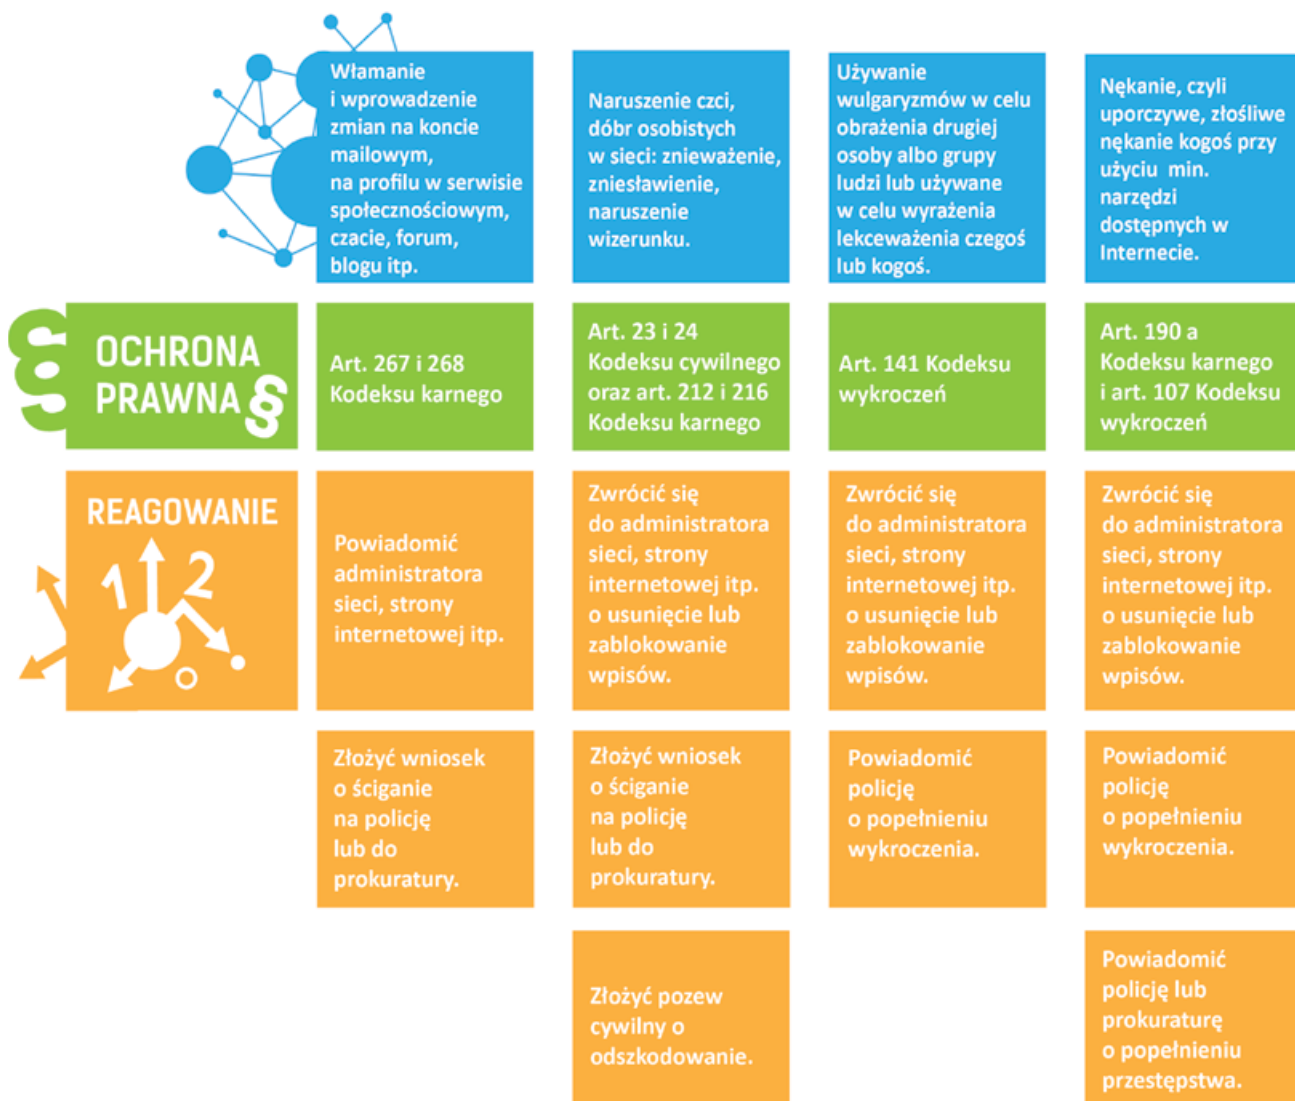 Włamanie
i wprowadzenie
zmian na koncie
mailowym,
na profilu w serwisie
społecznościowym,
czacie, forum,
blogu itp.
Naruszenie czci,
dóbr osobistych
w sieci: znieważenie,
zniesławienie,
naruszenie
wizerunku.
Używanie
wulgaryzmów w celu
obrażenia drugiej
osoby albo grupy
ludzi lub używane
w celu wyrażenia
lekceważenia czegoś
lub kogoś.
Nękanie, czyli
uporczywe, złośliwe
nękanie kogoś przy
użyciu  min.
narzędzi
dostępnych w
Internecie.
§ OCHRONA
PRAWNA §
Art. 267 i 268
Kodeksu karnego
Art. 23 i 24
Kodeksu cywilnego
oraz art. 212 i 216
Kodeksu karnego
Art. 141 Kodeksu
wykroczeń
Art. 190 a
Kodeksu karnego
i art. 107 Kodeksu
wykroczeń
REAGOWANIE
1 2
Powiadomić
administratora
sieci, strony
internetowej itp.
Zwrócić się
do administratora
sieci, strony
internetowej itp.
o usunięcie lub
zablokowanie
wpisów.
Zwrócić się
do administratora
sieci, strony
internetowej itp.
o usunięcie lub
zablokowanie
wpisów.
Zwrócić się
do administratora
sieci, strony
internetowej itp.
o usunięcie lub
zablokowanie
wpisów.
Złożyć wniosek
o ściganie
na policję
lub do
prokuratury.
Złożyć wniosek
o ściganie
na policję
lub do
prokuratury.
Powiadomić
policję
o popełnieniu
wykroczenia.
Powiadomić
policję
o popełnieniu
wykroczenia.
Złożyć pozew
cywilny o
odszkodowanie.
Powiadomić
policję lub
prokuraturę
o popełnieniu
przestępstwa.